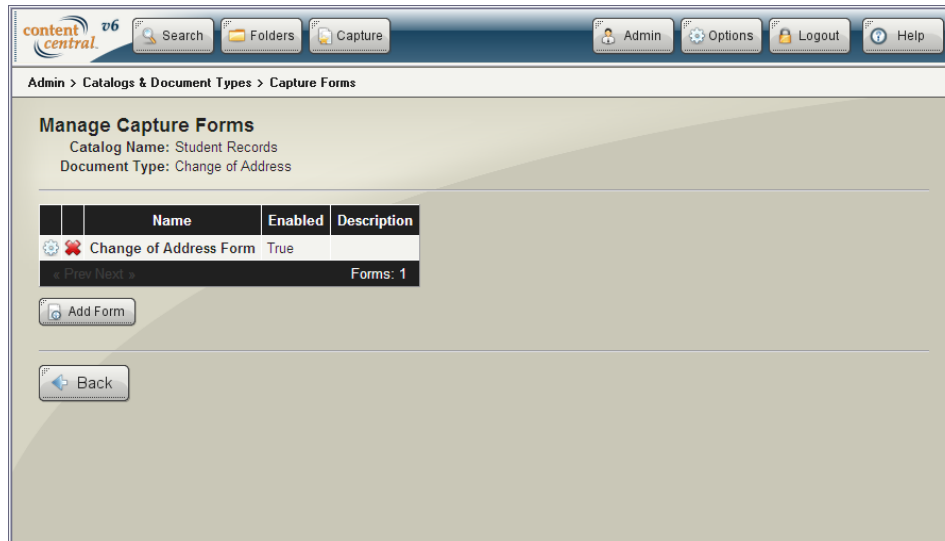 content central. v6 Search Folders Capture Admin Options Logout Help
Admin > Catalogs & Document Types > Capture Forms
Manage Capture Forms
Catalog Name: Student Records
Document Type: Change of Address
Name Enabled Description
Change of Address Form True
« Prev Next » Forms: 1
Add Form
Back